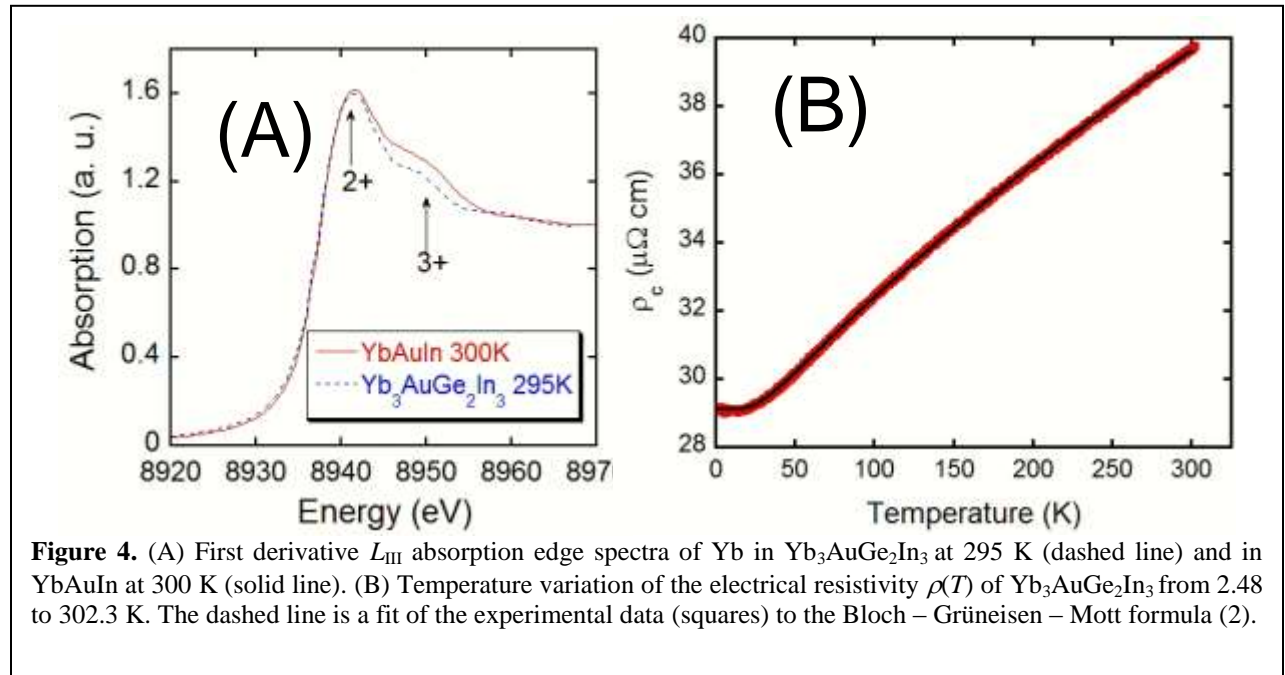 (A)
Absorption (a. u.)
1.6
1.2
0.8
0.4
0
2+
3+
YbAuIn 300K
Yb₃AuGe₂In₃ 295K
8920 8930 8940 8950 8960 897
Energy (eV)
(B)
ρc (μΩ cm)
40
38
36
34
32
30
28
0 50 100 150 200 250 300
Temperature (K)
Figure 4. (A) First derivative LIII absorption edge spectra of Yb in Yb₃AuGe₂In₃ at 295 K (dashed line) and in
YbAuIn at 300 K (solid line). (B) Temperature variation of the electrical resistivity ρ(T) of Yb₃AuGe₂In₃ from 2.48
to 302.3 K. The dashed line is a fit of the experimental data (squares) to the Bloch – Grüneisen – Mott formula (2).